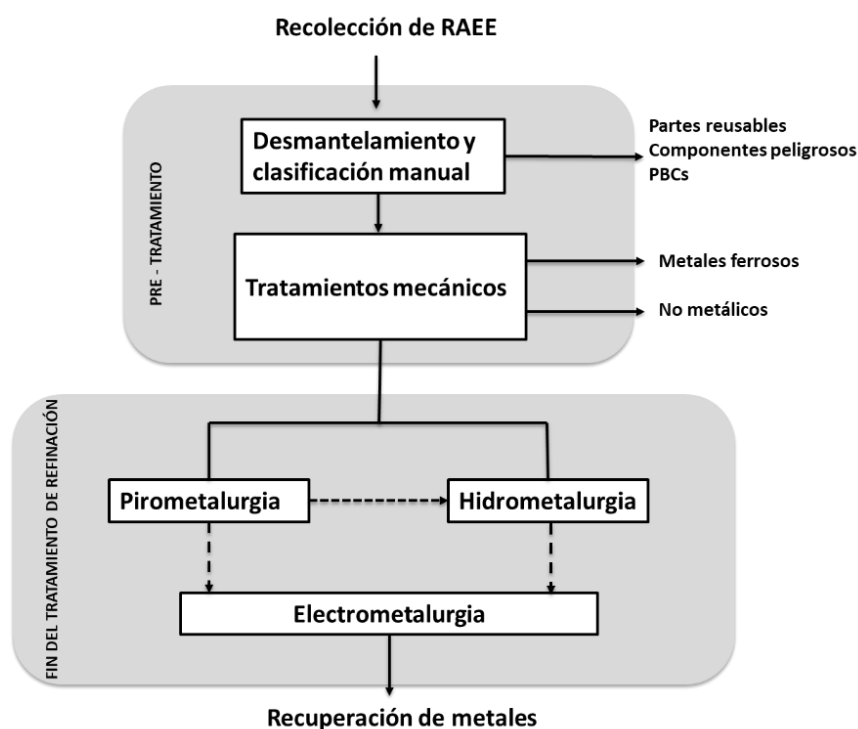 Recolección de RAEE
PRE - TRATAMIENTO
Desmantelamiento y
clasificación manual
Partes reusables
Componentes peligrosos
PBCs
Tratamientos mecánicos
Metales ferrosos
No metálicos
FIN DEL TRATAMIENTO DE REFINACIÓN
Pirometalurgia
Hidrometalurgia
Electrometalurgia
Recuperación de metales